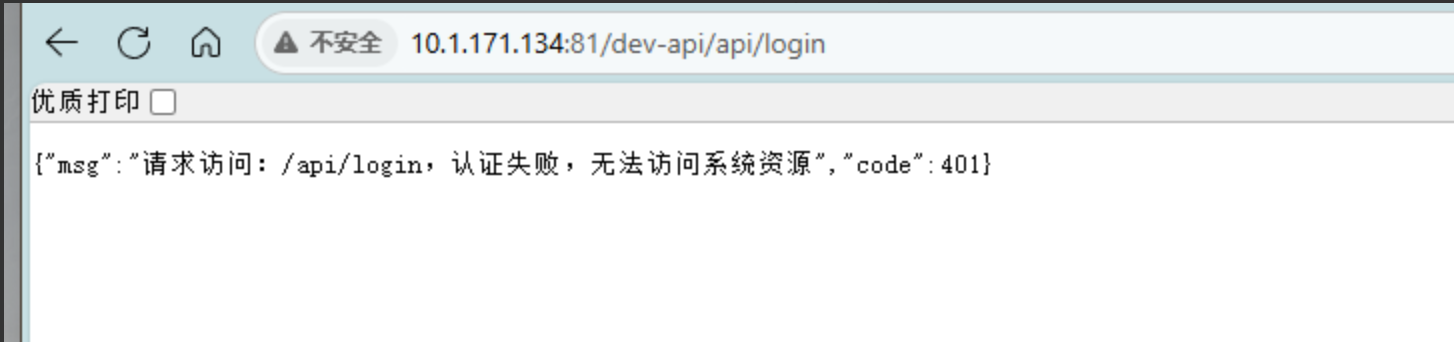 不安全 10.1.171.134:81/dev-api/api/login
优质打印
{"msg":"请求访问：/api/login，认证失败，无法访问系统资源","code":401}